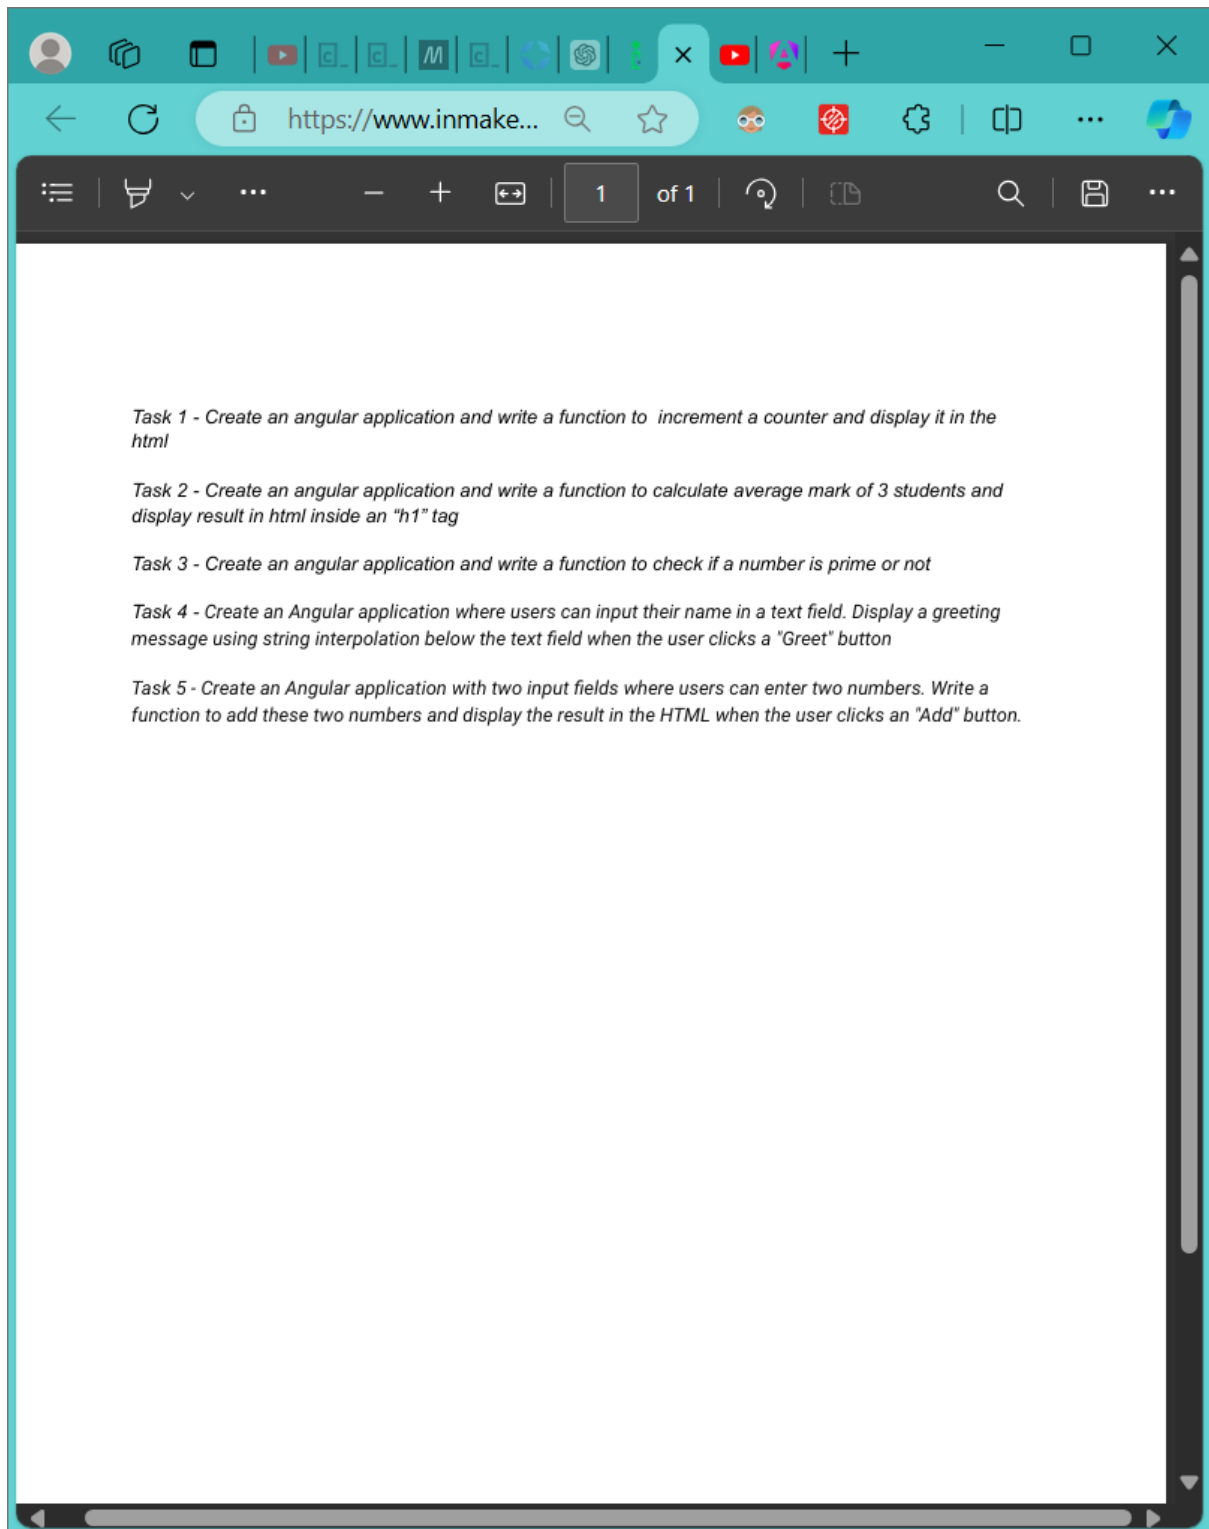 https://www.inmake...
1 of 1
Task 1 - Create an angular application and write a function to  increment a counter and display it in the
html
Task 2 - Create an angular application and write a function to calculate average mark of 3 students and
display result in html inside an “h1” tag
Task 3 - Create an angular application and write a function to check if a number is prime or not
Task 4 - Create an Angular application where users can input their name in a text field. Display a greeting
message using string interpolation below the text field when the user clicks a "Greet" button
Task 5 - Create an Angular application with two input fields where users can enter two numbers. Write a
function to add these two numbers and display the result in the HTML when the user clicks an "Add" button.